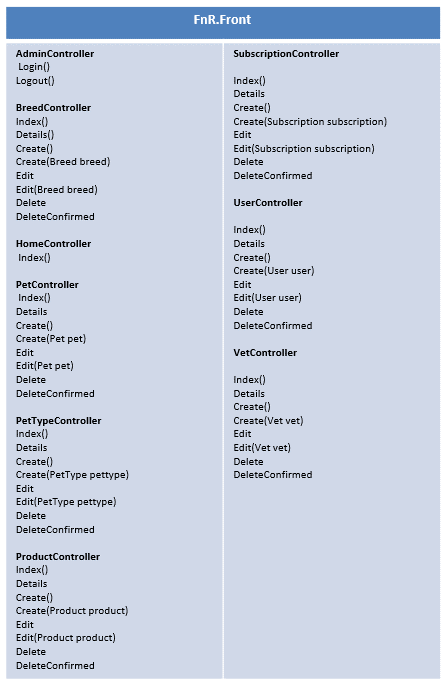 FnR.Front
AdminController
Login()
Logout()
BreedController
Index()
Details()
Create()
Create(Breed breed)
Edit
Edit(Breed breed)
Delete
DeleteConfirmed
HomeController
Index()
PetController
Index()
Details
Create()
Create(Pet pet)
Edit
Edit(Pet pet)
Delete
DeleteConfirmed
PetTypeController
Index()
Details
Create()
Create(PetType pettype)
Edit
Edit(PetType pettype)
Delete
DeleteConfirmed
ProductController
Index()
Details
Create()
Create(Product product)
Edit
Edit(Product product)
Delete
DeleteConfirmed
SubscriptionController
Index()
Details
Create()
Create(Subscription subscription)
Edit
Edit(Subscription subscription)
Delete
DeleteConfirmed
UserController
Index()
Details
Create()
Create(User user)
Edit
Edit(User user)
Delete
DeleteConfirmed
VetController
Index()
Details
Create()
Create(Vet vet)
Edit
Edit(Vet vet)
Delete
DeleteConfirmed